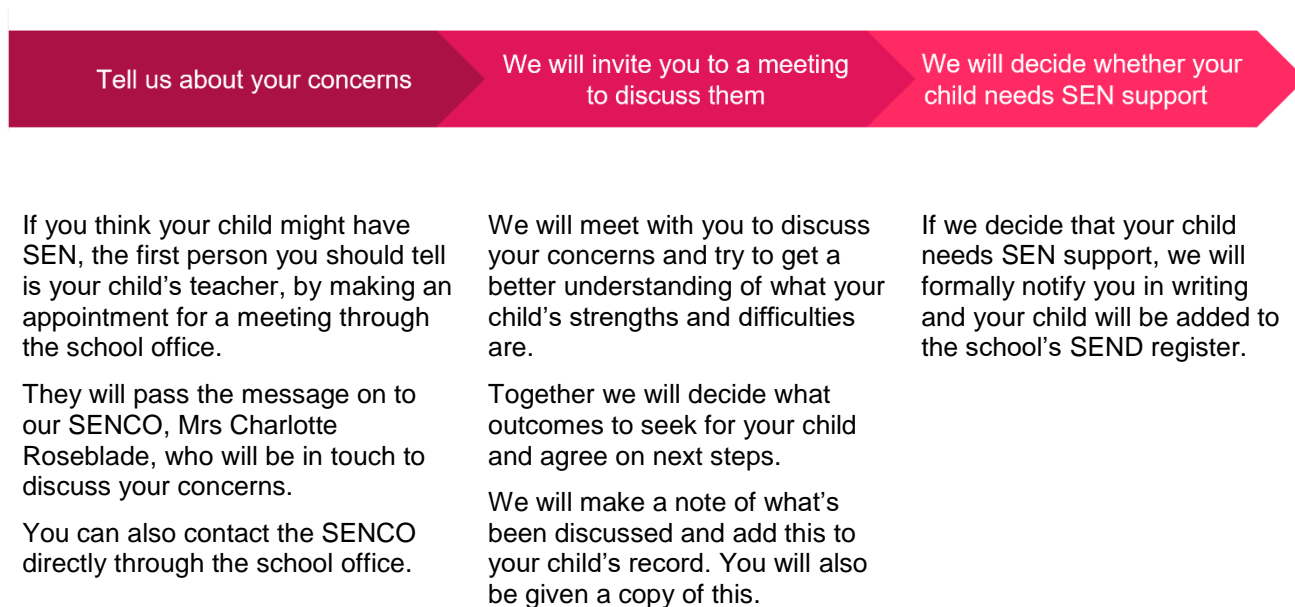 Tell us about your concerns
We will invite you to a meeting
to discuss them
We will decide whether your
child needs SEN support
If you think your child might have
SEN, the first person you should tell
is your child’s teacher, by making an
appointment for a meeting through
the school office.
They will pass the message on to
our SENCO, Mrs Charlotte
Roseblade, who will be in touch to
discuss your concerns.
You can also contact the SENCO
directly through the school office.
We will meet with you to discuss
your concerns and try to get a
better understanding of what your
child’s strengths and difficulties
are.
Together we will decide what
outcomes to seek for your child
and agree on next steps.
We will make a note of what’s
been discussed and add this to
your child’s record. You will also
be given a copy of this.
If we decide that your child
needs SEN support, we will
formally notify you in writing
and your child will be added to
the school’s SEND register.